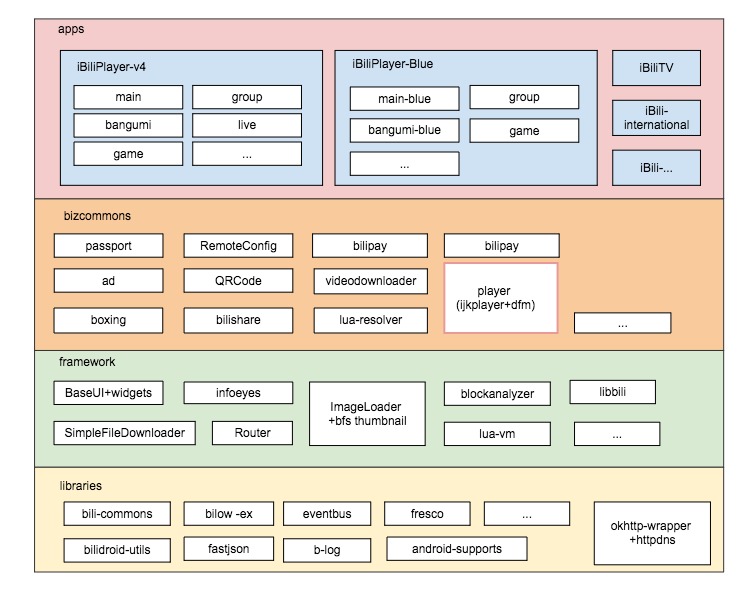 apps
iBiliPlayer-v4
main
group
bangumi
live
game
...
iBiliPlayer-Blue
main-blue
group
bangumi-blue
game
...
iBiliTV
iBili-
international
iBili-...
bizcommons
passport
RemoteConfig
bilipay
bilipay
ad
QRCode
videodownloader
player
(ijkplayer+dfm)
boxing
bilishare
lua-resolver
...
framework
BaseUI+widgets
infoeyes
ImageLoader
+bfs thumbnail
blockanalyzer
libbili
SimpleFileDownloader
Router
lua-vm
...
libraries
bili-commons
bilow -ex
eventbus
fresco
...
okhttp-wrapper
+httpdns
bilidroid-utils
fastjson
b-log
android-supports